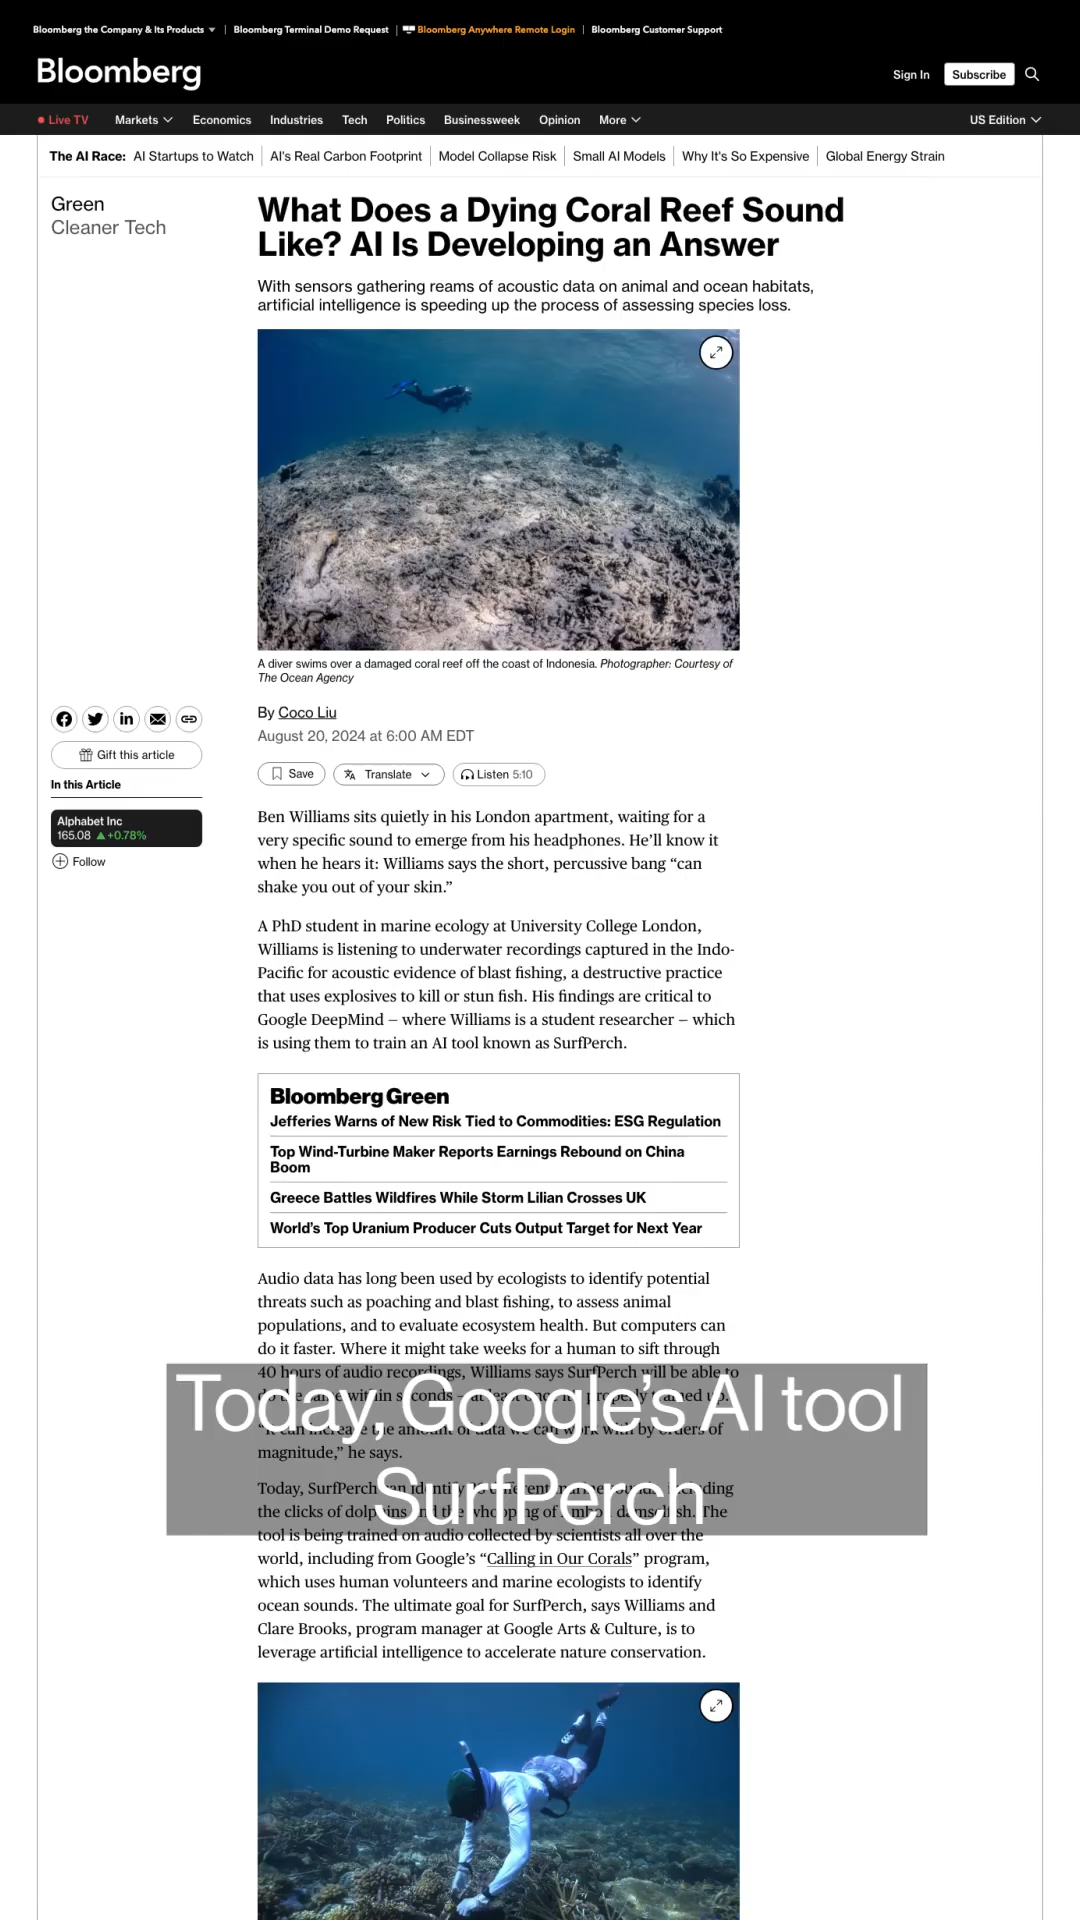 Bloomberg the Company & Its Products
Bloomberg Terminal Demo Request
Bloomberg Anywhere Remote Login
Bloomberg Customer Support
Bloomberg
Sign In
Subscribe
Live TV
Markets
Economics
Industries
Tech
Politics
Businessweek
Opinion
More
US Edition
The AI Race:
AI Startups to Watch
AI's Real Carbon Footprint
Model Collapse Risk
Small AI Models
Why It's So Expensive
Global Energy Strain
Green
Cleaner Tech
What Does a Dying Coral Reef Sound
Like? AI Is Developing an Answer
With sensors gathering reams of acoustic data on animal and ocean habitats,
artificial intelligence is speeding up the process of assessing species loss.
A diver swims over a damaged coral reef off the coast of Indonesia. Photographer: Courtesy of
The Ocean Agency
By Coco Liu
August 20, 2024 at 6:00 AM EDT
Gift this article
In this Article
Alphabet Inc
165.08 ▲+0.78%
Follow
Save
Translate
Listen 5:10
Ben Williams sits quietly in his London apartment, waiting for a
very specific sound to emerge from his headphones. He’ll know it
when he hears it: Williams says the short, percussive bang “can
shake you out of your skin.”
A PhD student in marine ecology at University College London,
Williams is listening to underwater recordings captured in the Indo-
Pacific for acoustic evidence of blast fishing, a destructive practice
that uses explosives to kill or stun fish. His findings are critical to
Google DeepMind — where Williams is a student researcher — which
is using them to train an AI tool known as SurfPerch.
Bloomberg Green
Jefferies Warns of New Risk Tied to Commodities: ESG Regulation
Top Wind-Turbine Maker Reports Earnings Rebound on China
Boom
Greece Battles Wildfires While Storm Lilian Crosses UK
World’s Top Uranium Producer Cuts Output Target for Next Year
Audio data has long been used by ecologists to identify potential
threats such as poaching and blast fishing, to assess animal
populations, and to evaluate ecosystem health. But computers can
do it faster. Where it might take weeks for a human to sift through
40 hours of audio recordings, Williams says SurfPerch will be able to
do the same within seconds — at least once it’s properly trained up.
“It can increase the amount of data we can work with by orders of
magnitude,” he says.
Today, SurfPerch can identify different marine sounds, including
the clicks of dolphins and the whooping of Ambon damselfish. The
tool is being trained on audio collected by scientists all over the
world, including from Google’s “Calling in Our Corals” program,
which uses human volunteers and marine ecologists to identify
ocean sounds. The ultimate goal for SurfPerch, says Williams and
Clare Brooks, program manager at Google Arts & Culture, is to
leverage artificial intelligence to accelerate nature conservation.
Today, Google’s AI tool
SurfPerch